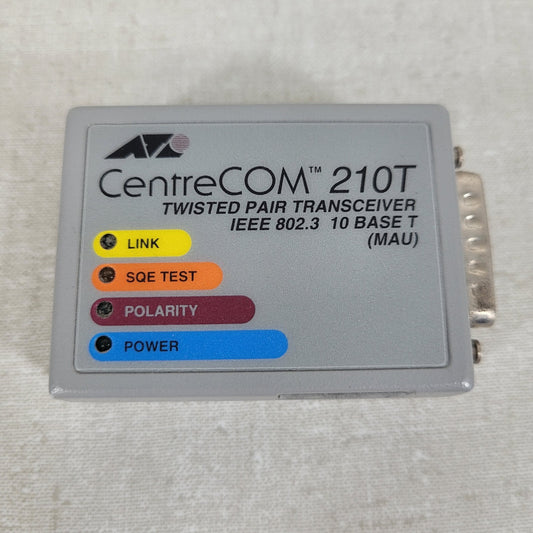 CentreCOM™ 210T
TWISTED PAIR TRANSCEIVER
IEEE 802.3 10 BASE T
(MAU)
LINK
SQE TEST
POLARITY
POWER